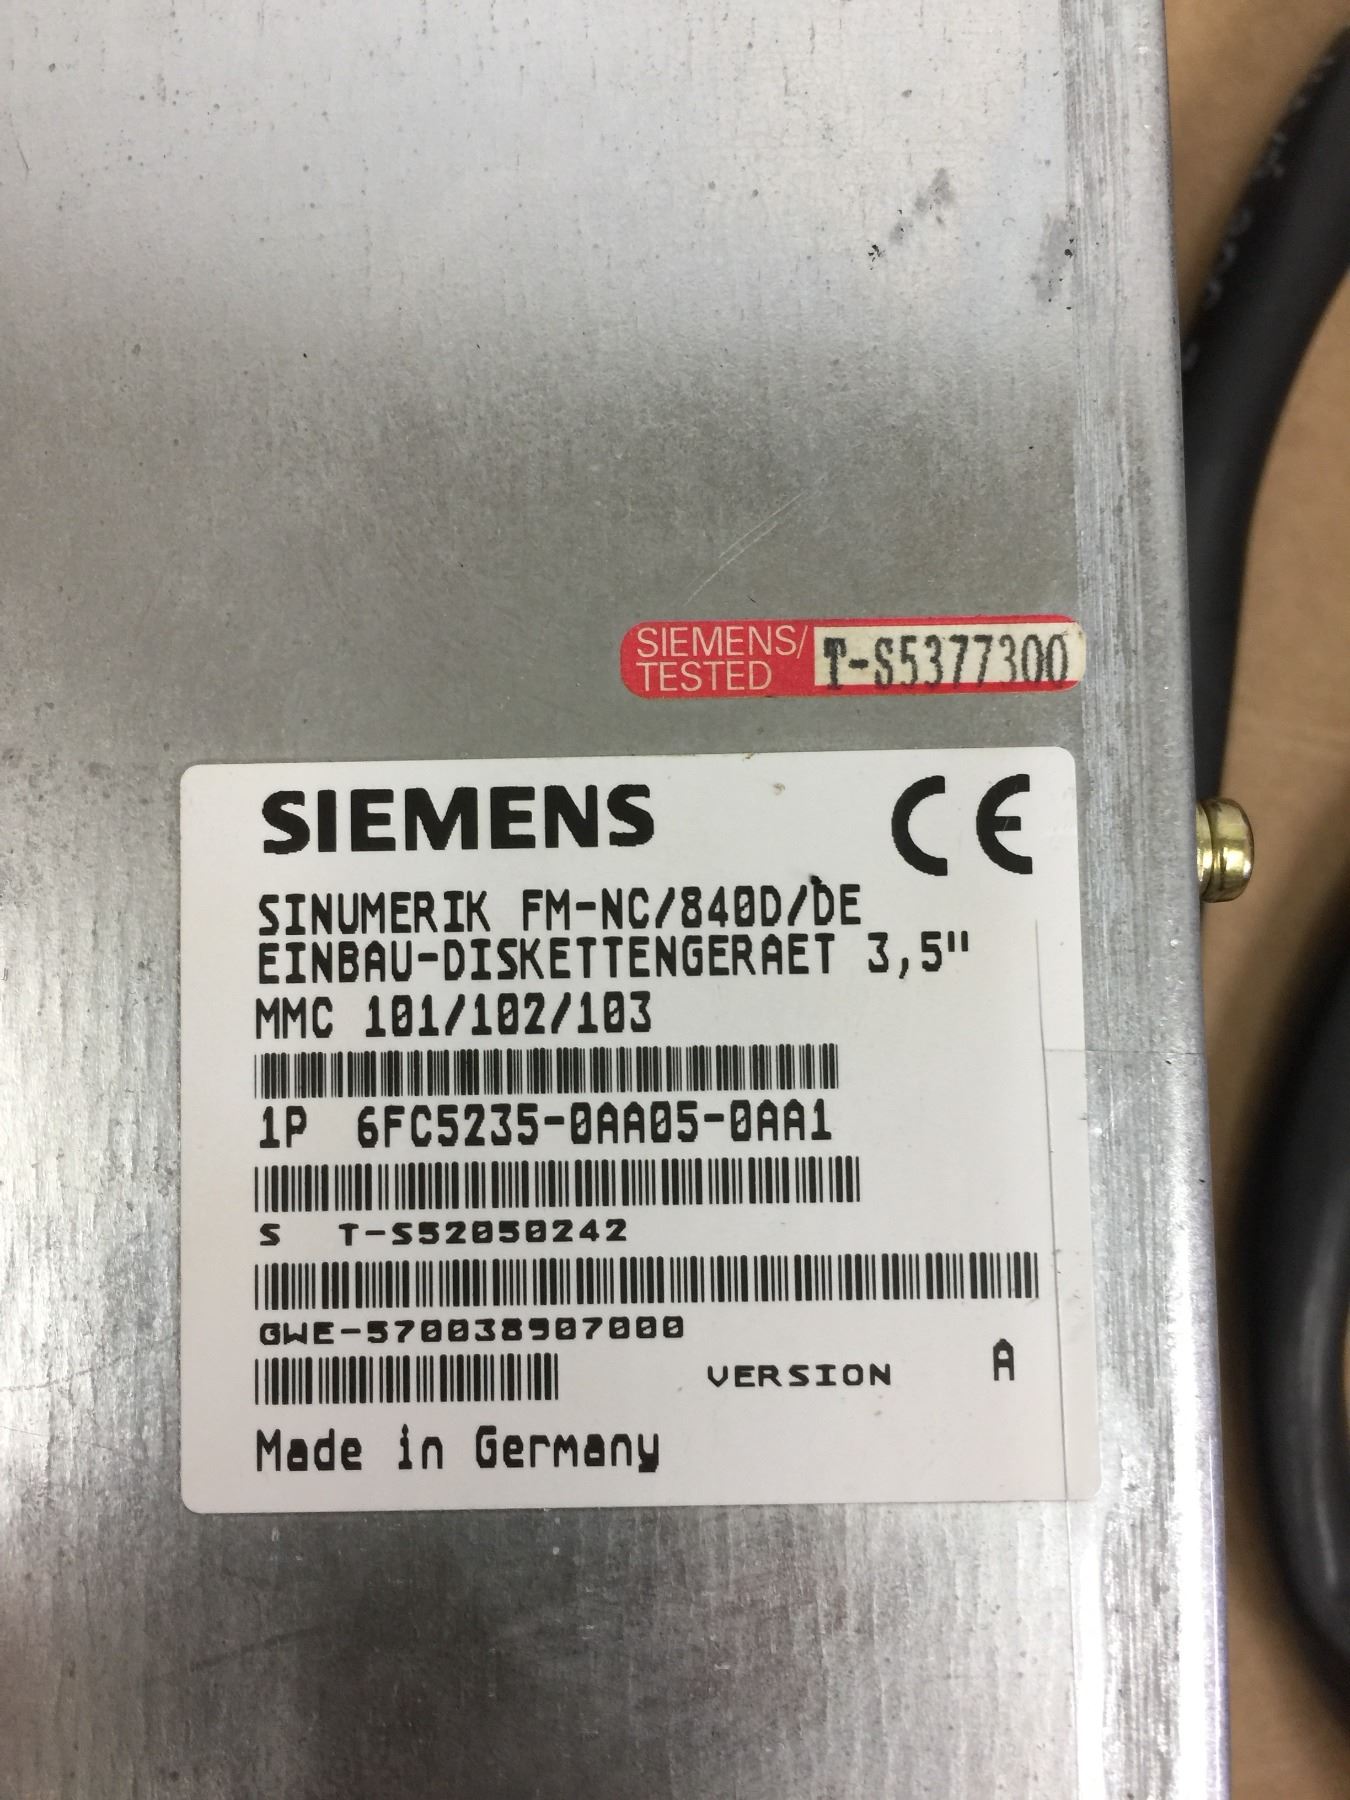 SIEMENS/
TESTED
T-S5377300
SIEMENS CE
SINUMERIK FM-NC/840D/DE
EINBAU-DISKETTENGERAET 3,5"
MMC 101/102/103
1P 6FC5235-0AA05-0AA1
S T-S52050242
GWE-570038907000
VERSION A
Made in Germany